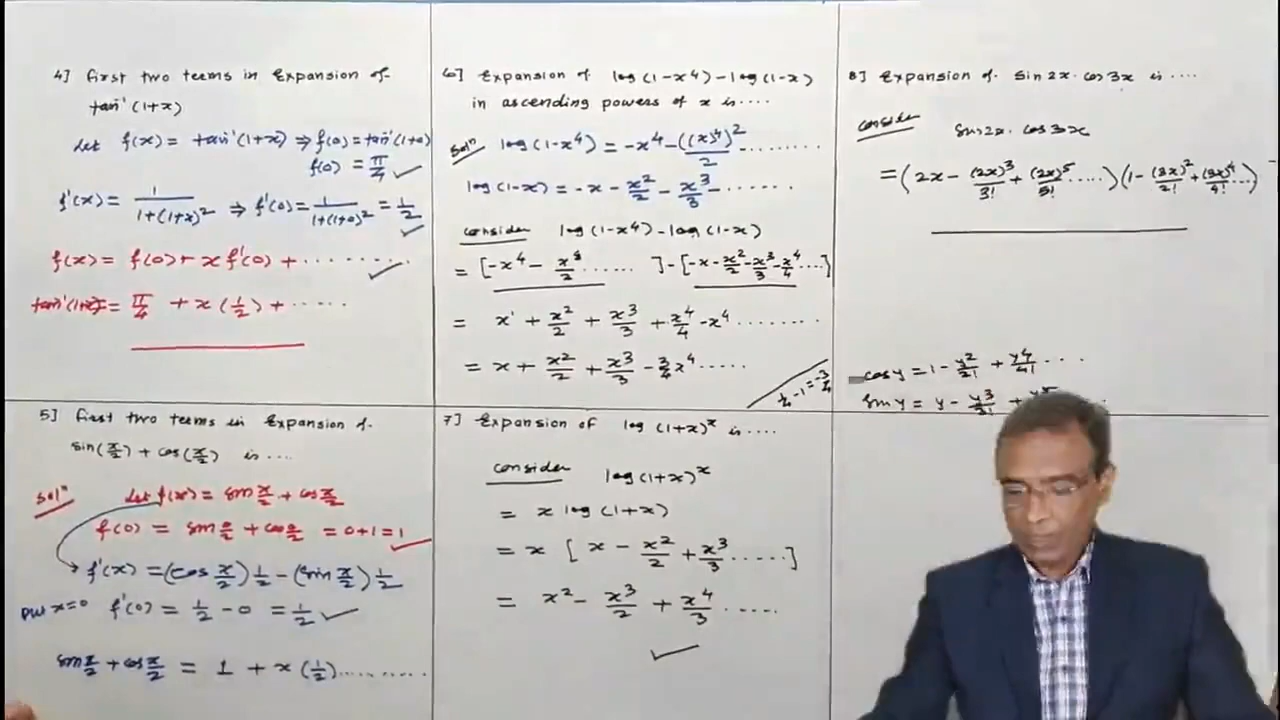 4] First two terms in Expansion of
tan⁻¹(1+x)
Let f(x) = tan⁻¹(1+x) ⇒ f(0) = tan⁻¹(1+0)
f(0) = π/4 ✓
f'(x) = 1/(1+(1+x)²) ⇒ f'(0) = 1/(1+(1+0)²) = 1/2 ✓
f(x) = f(0) + x f'(0) + ........ ✓
tan⁻¹(1+x) = π/4 + x(1/2) + ......
5] First two terms in Expansion of
sin(x/2) + cos(x/2) is ....
Solⁿ Let f(x) = sin x/2 + cos x/2
f(0) = sin 0/2 + cos 0/2 = 0+1 = 1 ✓
f'(x) = (cos x/2) 1/2 - (sin x/2) 1/2
put x=0 f'(0) = 1/2 - 0 = 1/2 ✓
sin x/2 + cos x/2 = 1 + x(1/2) .........
6] Expansion of log(1-x⁴) - log(1-x)
in ascending powers of x is ....
Solⁿ log(1-x⁴) = -x⁴ - ((x)⁴)²/2 ........
log(1-x) = -x - x²/2 - x³/3 - ......
consider log(1-x⁴) - log(1-x)
= [-x⁴ - x⁸/2 ...... ] - [-x - x²/2 - x³/3 - x⁴/4 ....]
= x + x²/2 + x³/3 + x⁴/4 - x⁴ ........
= x + x²/2 + x³/3 - 3/4 x⁴ .....
1/4 - 1 = -3/4
7] Expansion of log(1+x)ˣ is ....
consider log(1+x)ˣ
= x log(1+x)
= x [ x - x²/2 + x³/3 ..... ]
= x² - x³/2 + x⁴/3 .....
✓
8] Expansion of sin 2x · cos 3x is ....
consider sin 2x · cos 3x
= (2x - (2x)³/3! + (2x)⁵/5! .....)(1 - (3x)²/2! + (3x)⁴/4! ...)
cos y = 1 - y²/2! + y⁴/4! ...
sin y = y - y³/3! +